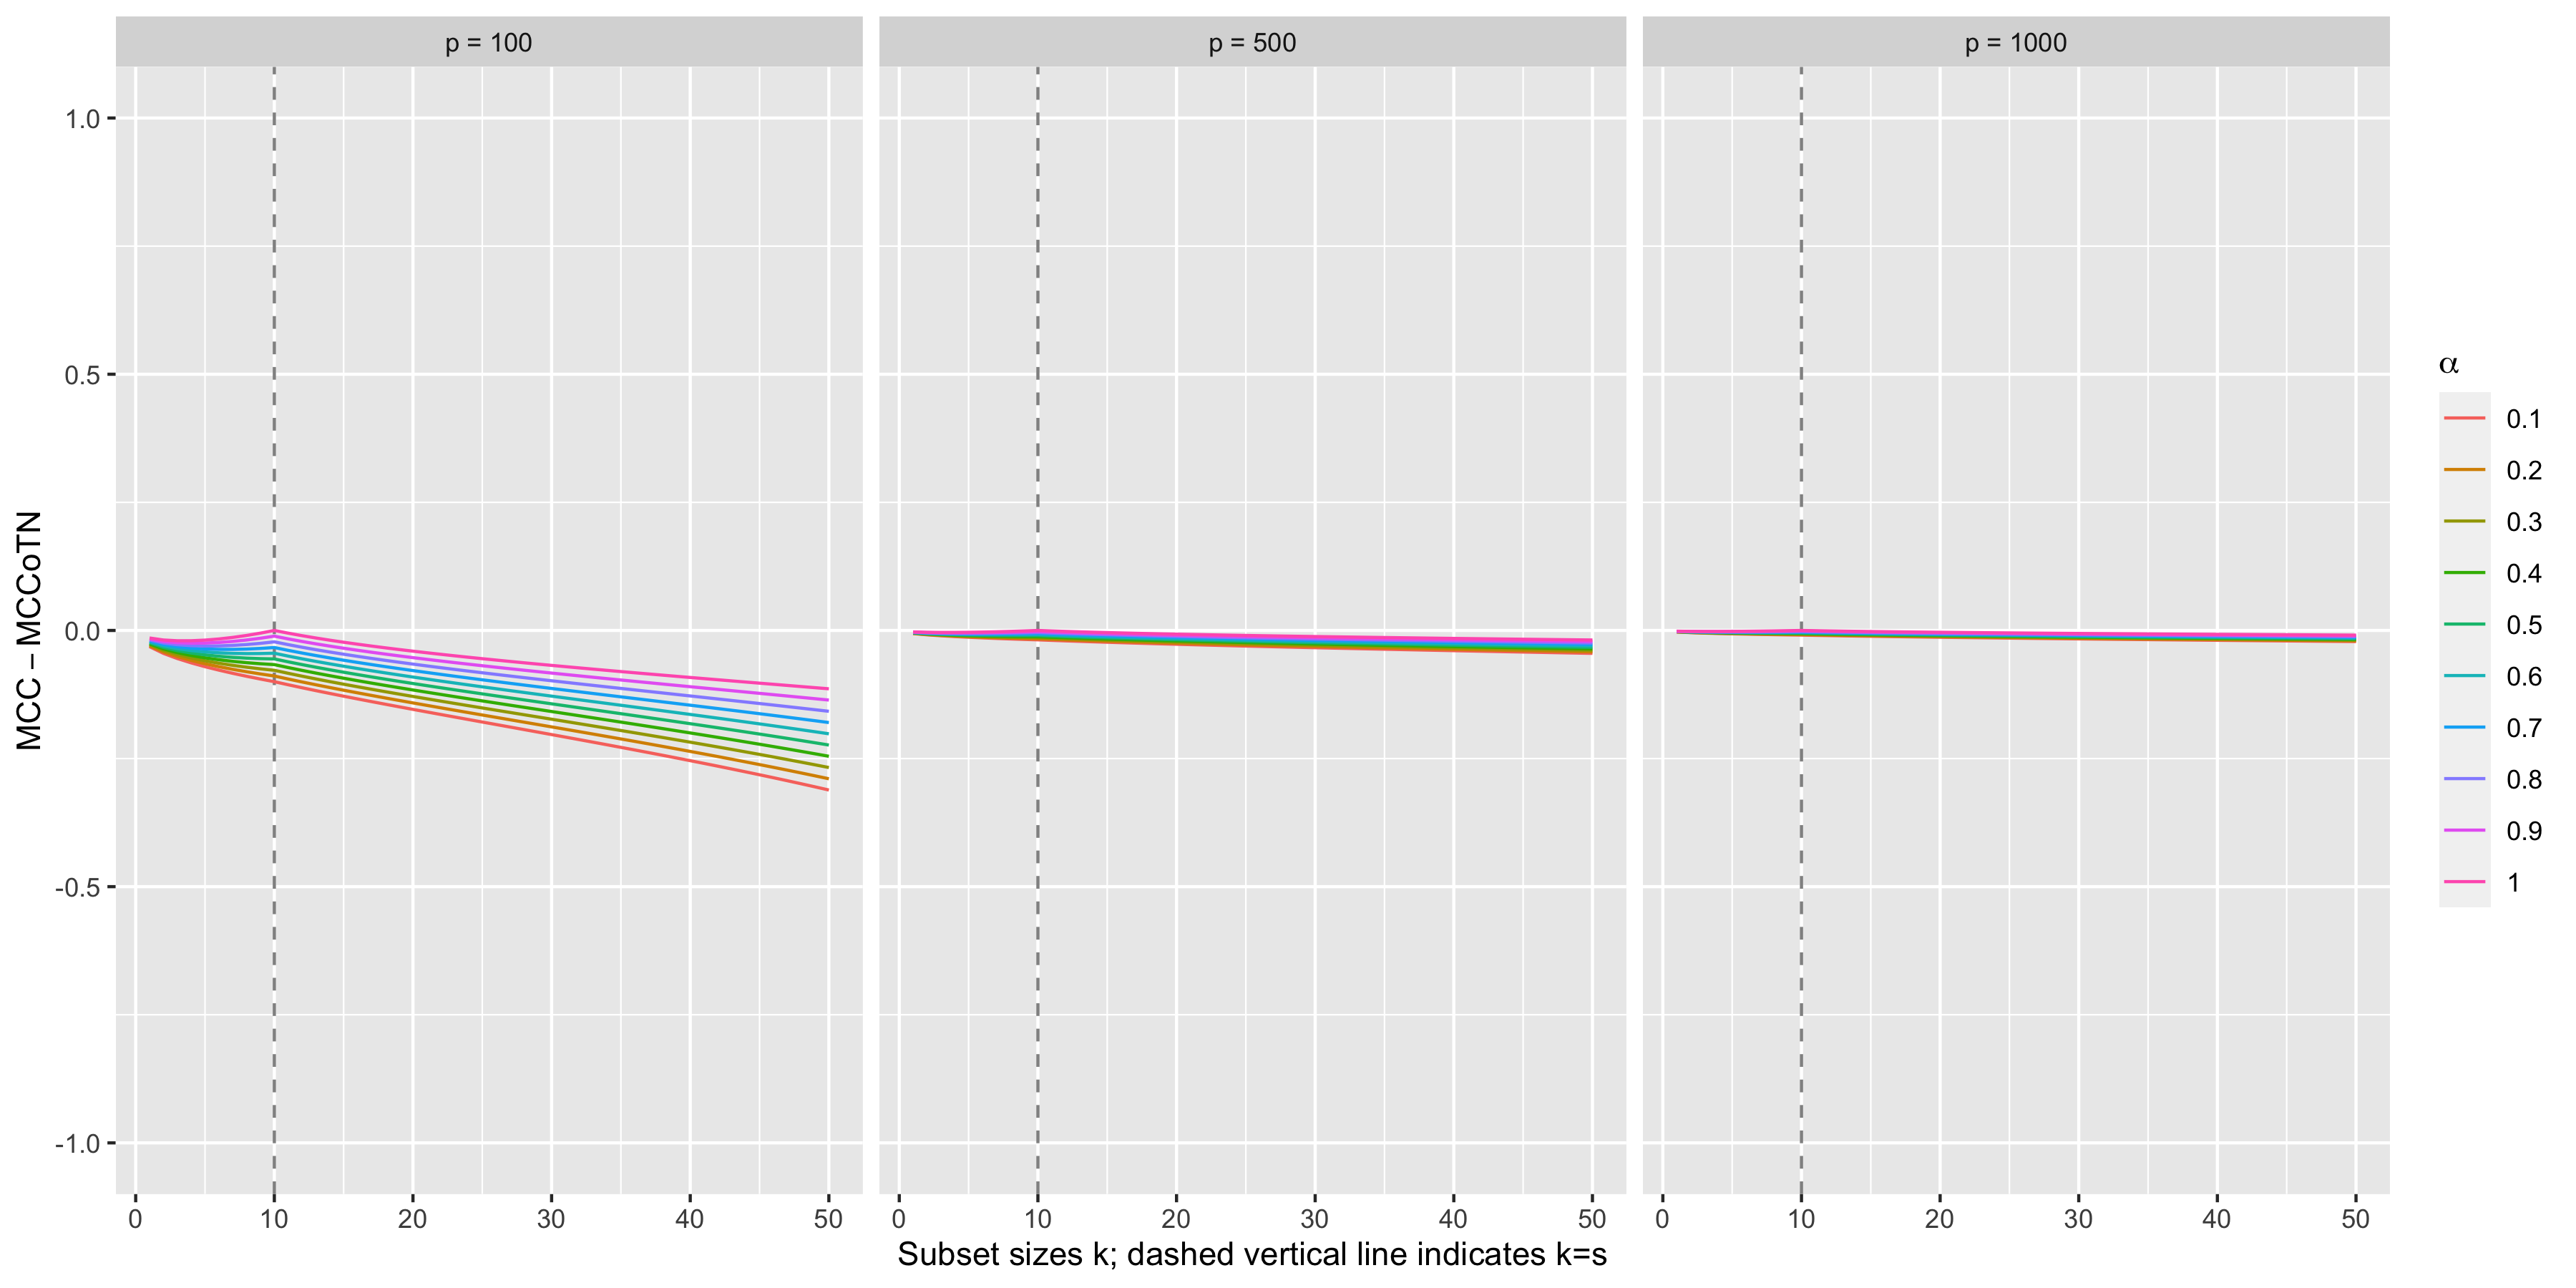 p = 100
p = 500
p = 1000
MCC – MCCoTN
1.0
0.5
0.0
-0.5
-1.0
0 10 20 30 40 50
0 10 20 30 40 50
0 10 20 30 40 50
Subset sizes k; dashed vertical line indicates k=s
α
0.1
0.2
0.3
0.4
0.5
0.6
0.7
0.8
0.9
1